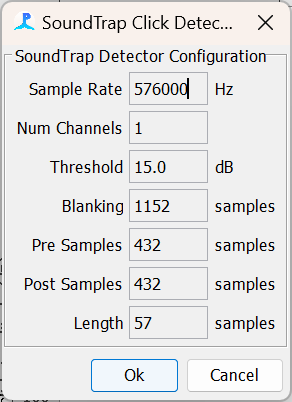 SoundTrap Click Detec...
SoundTrap Detector Configuration
Sample Rate 576000 Hz
Num Channels 1
Threshold 15.0 dB
Blanking 1152 samples
Pre Samples 432 samples
Post Samples 432 samples
Length 57 samples
Ok Cancel